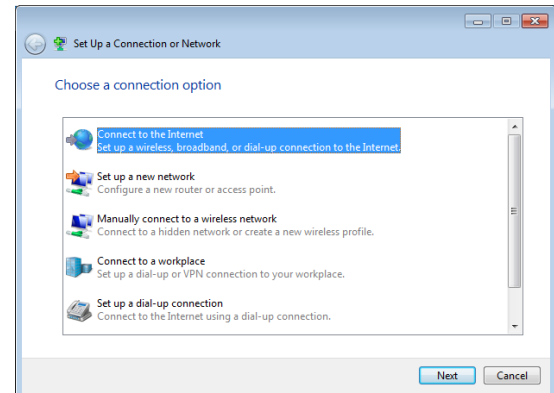 Set Up a Connection or Network
Choose a connection option
Connect to the Internet
Set up a wireless, broadband, or dial-up connection to the Internet.
Set up a new network
Configure a new router or access point.
Manually connect to a wireless network
Connect to a hidden network or create a new wireless profile.
Connect to a workplace
Set up a dial-up or VPN connection to your workplace.
Set up a dial-up connection
Connect to the Internet using a dial-up connection.
Next Cancel